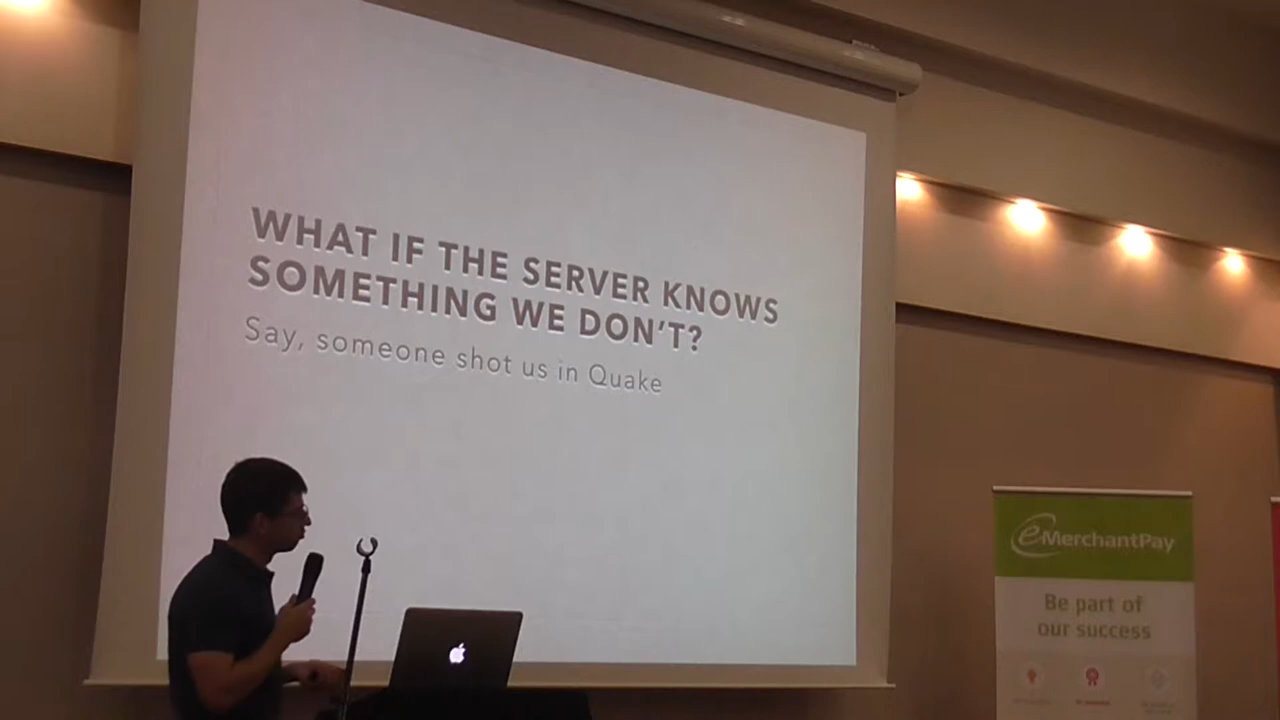 WHAT IF THE SERVER KNOWS
SOMETHING WE DON'T?
Say, someone shot us in Quake
eMerchantPay
Be part of
our success